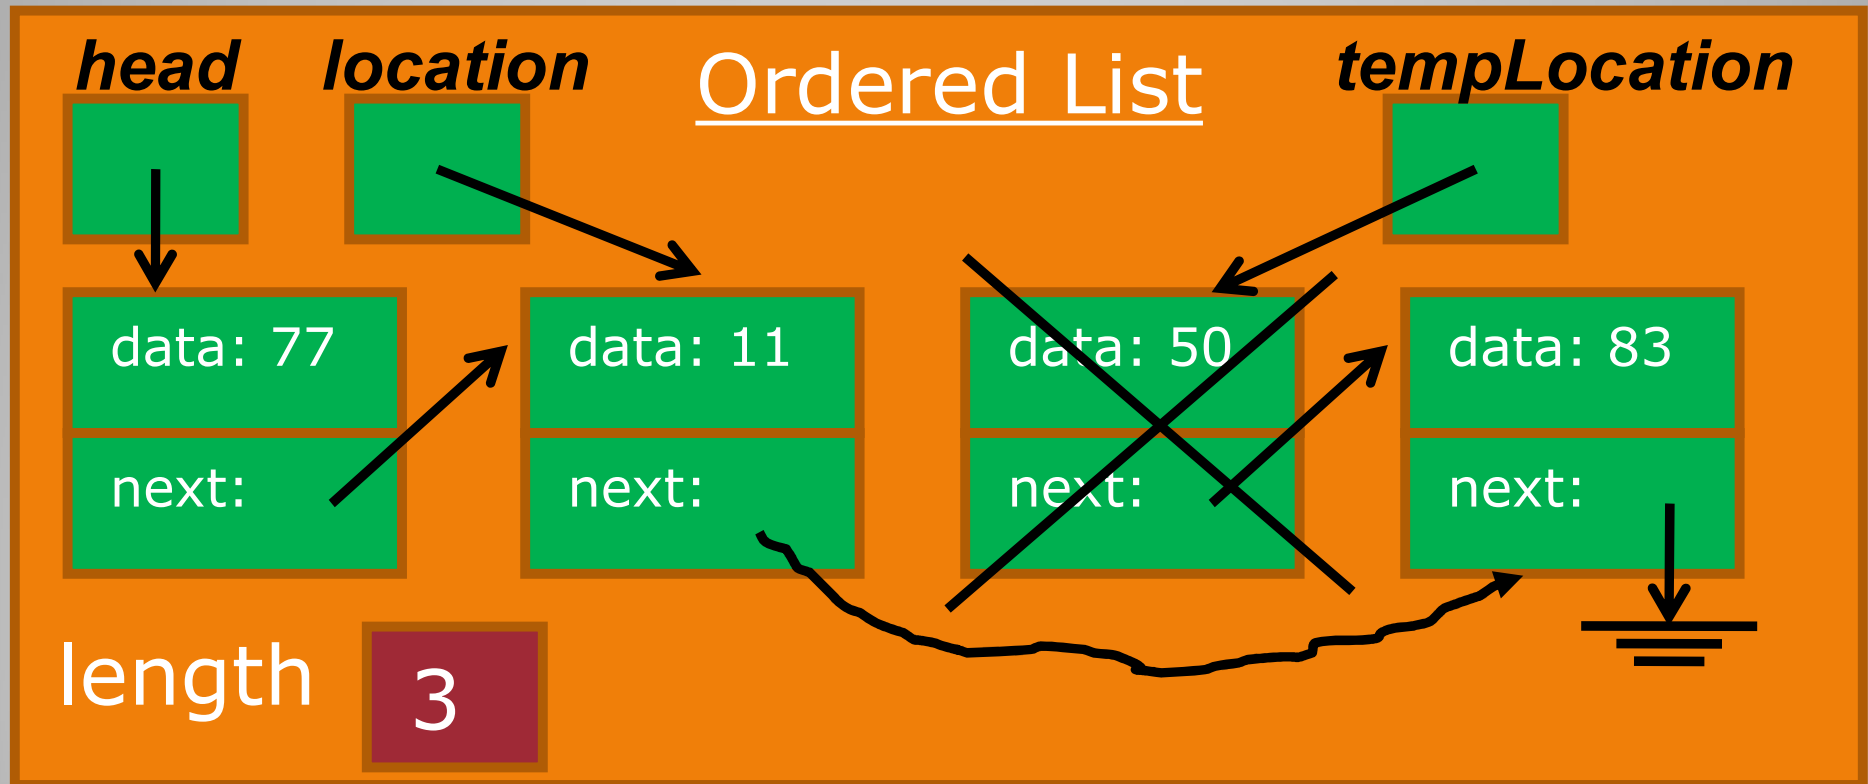 head location Ordered List tempLocation
data: 77 data: 11 data: 50 data: 83
next: next: next: next:
length 3